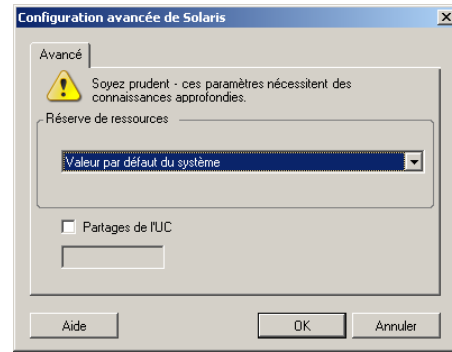 Configuration avancée de Solaris
Avancé
Soyez prudent - ces paramètres nécessitent des
connaissances approfondies.
Réserve de ressources
Valeur par défaut du système
Partages de l'UC
Aide
OK
Annuler